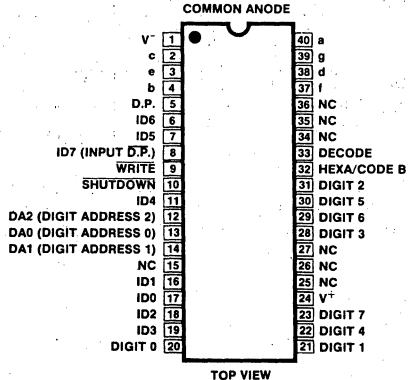 COMMON ANODE
V⁻ 1
c 2
e 3
b 4
D.P. 5
ID6 6
ID5 7
ID7 (INPUT D.P.) 8
WRITE 9
SHUTDOWN 10
ID4 11
DA2 (DIGIT ADDRESS 2) 12
DA0 (DIGIT ADDRESS 0) 13
DA1 (DIGIT ADDRESS 1) 14
NC 15
ID1 16
ID0 17
ID2 18
ID3 19
DIGIT 0 20
40 a
39 g
38 d
37 f
36 NC
35 NC
34 NC
33 DECODE
32 HEXA/CODE B
31 DIGIT 2
30 DIGIT 5
29 DIGIT 6
28 DIGIT 3
27 NC
26 NC
25 NC
24 V⁺
23 DIGIT 7
22 DIGIT 4
21 DIGIT 1
TOP VIEW